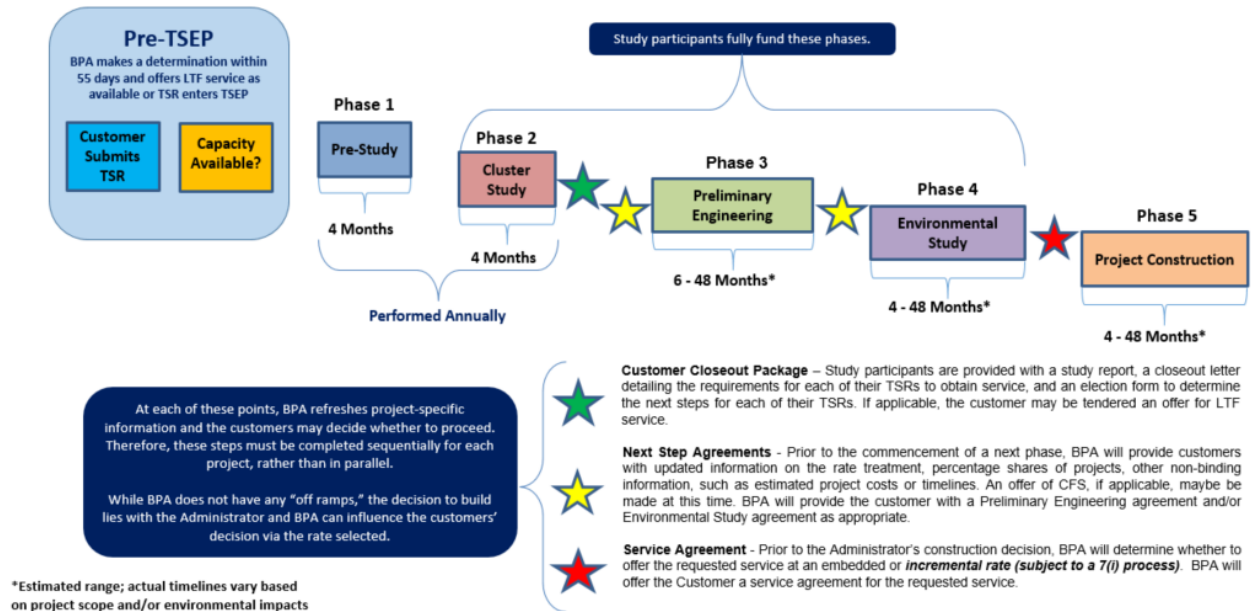 Pre-TSEP
BPA makes a determination within
55 days and offers LTF service as
available or TSR enters TSEP
Customer
Submits
TSR
Capacity
Available?
Study participants fully fund these phases.
Phase 1
Pre-Study
4 Months
Phase 2
Cluster
Study
4 Months
Performed Annually
Phase 3
Preliminary
Engineering
6 - 48 Months*
Phase 4
Environmental
Study
4 - 48 Months*
Phase 5
Project Construction
4 - 48 Months*
At each of these points, BPA refreshes project-specific
information and the customers may decide whether to proceed.
Therefore, these steps must be completed sequentially for each
project, rather than in parallel.
While BPA does not have any “off ramps,” the decision to build
lies with the Administrator and BPA can influence the customers’
decision via the rate selected.
Customer Closeout Package – Study participants are provided with a study report, a closeout letter
detailing the requirements for each of their TSRs to obtain service, and an election form to determine
the next steps for each of their TSRs. If applicable, the customer may be tendered an offer for LTF
service.
Next Step Agreements - Prior to the commencement of a next phase, BPA will provide customers
with updated information on the rate treatment, percentage shares of projects, other non-binding
information, such as estimated project costs or timelines. An offer of CFS, if applicable, maybe be
made at this time. BPA will provide the customer with a Preliminary Engineering agreement and/or
Environmental Study agreement as appropriate.
Service Agreement - Prior to the Administrator's construction decision, BPA will determine whether to
offer the requested service at an embedded or incremental rate (subject to a 7(i) process). BPA will
offer the Customer a service agreement for the requested service.
*Estimated range; actual timelines vary based
on project scope and/or environmental impacts